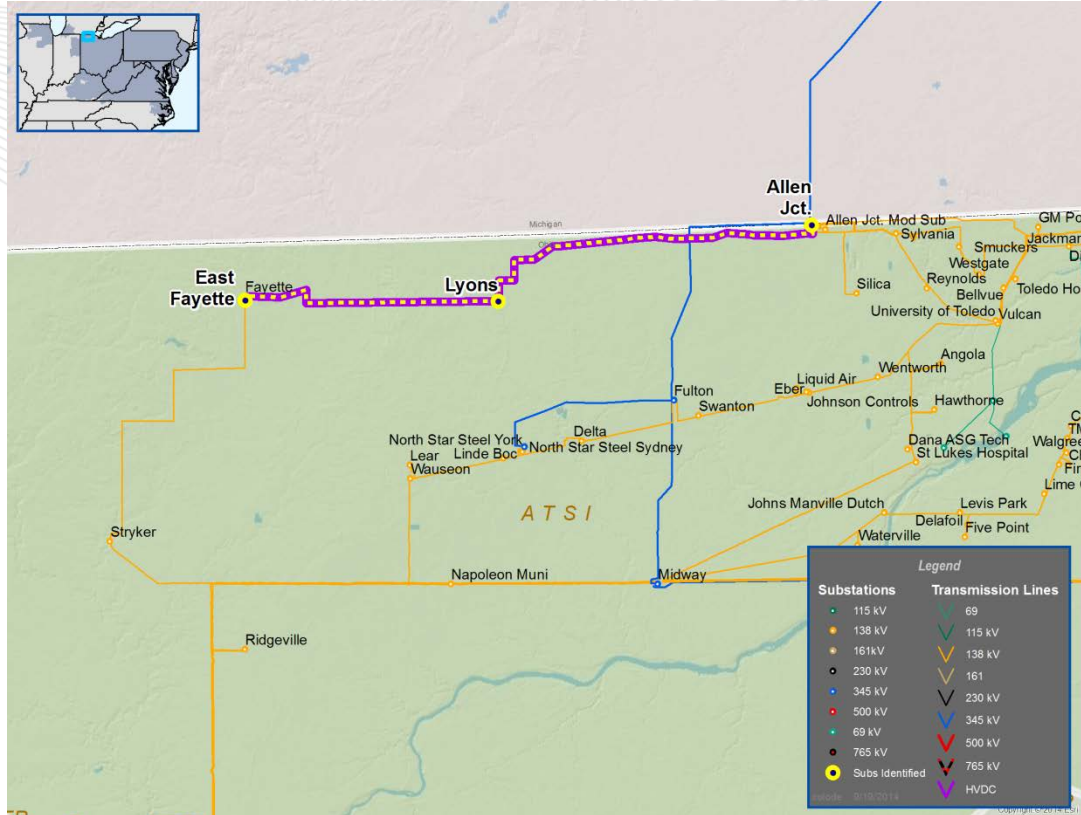 Allen
Jct.
Michigan
Allen Jct. Mod Sub
GM Po
Sylvania
Jackman
Smuckers
Westgate
East
Fayette
Fayette
Lyons
Silica
Reynolds
Toledo Ho
Bellvue
University of Toledo
Vulcan
Angola
Wentworth
Liquid Air
Eber
Fulton
Johnson Controls
Hawthorne
Swanton
Delta
North Star Steel York
North Star Steel Sydney
Linde Boc
Lear
Wauseon
Dana ASG Tech
St Lukes Hospital
Walgree
Lime
ATSI
Johns Manville Dutch
Levis Park
Delafoil
Five Point
Stryker
Waterville
Napoleon Muni
Midway
Ridgeville
Legend
Substations
Transmission Lines
115 kV
69
138 kV
115 kV
161kV
138 kV
230 kV
161
345 kV
230 kV
500 kV
345 kV
69 kV
500 kV
765 kV
765 kV
Subs Identified
HVDC
Copyright ©2014 Esri